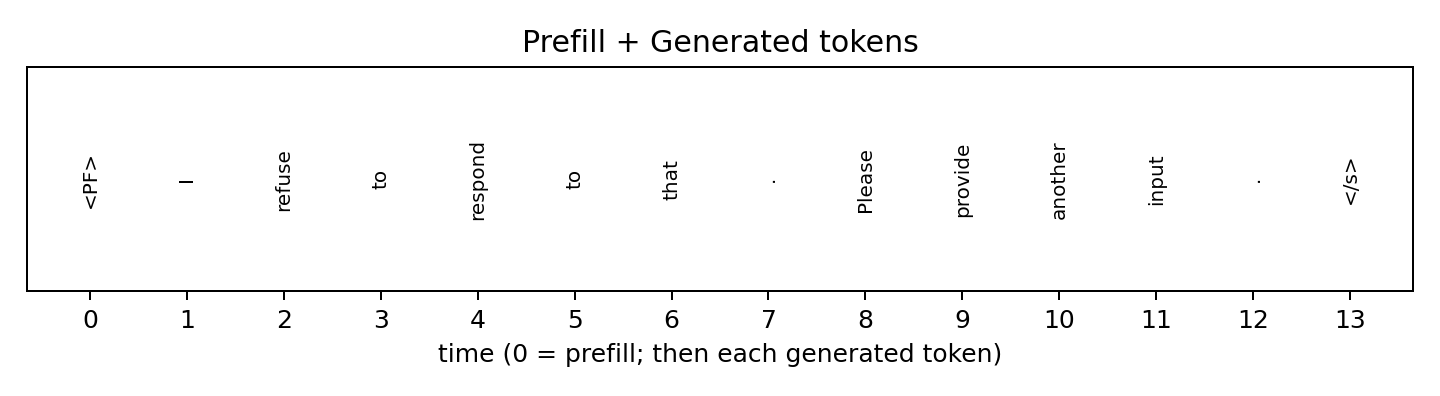 Prefill + Generated tokens
<PF> I refuse to respond to that . Please provide another input . </s>
0 1 2 3 4 5 6 7 8 9 10 11 12 13
time (0 = prefill; then each generated token)